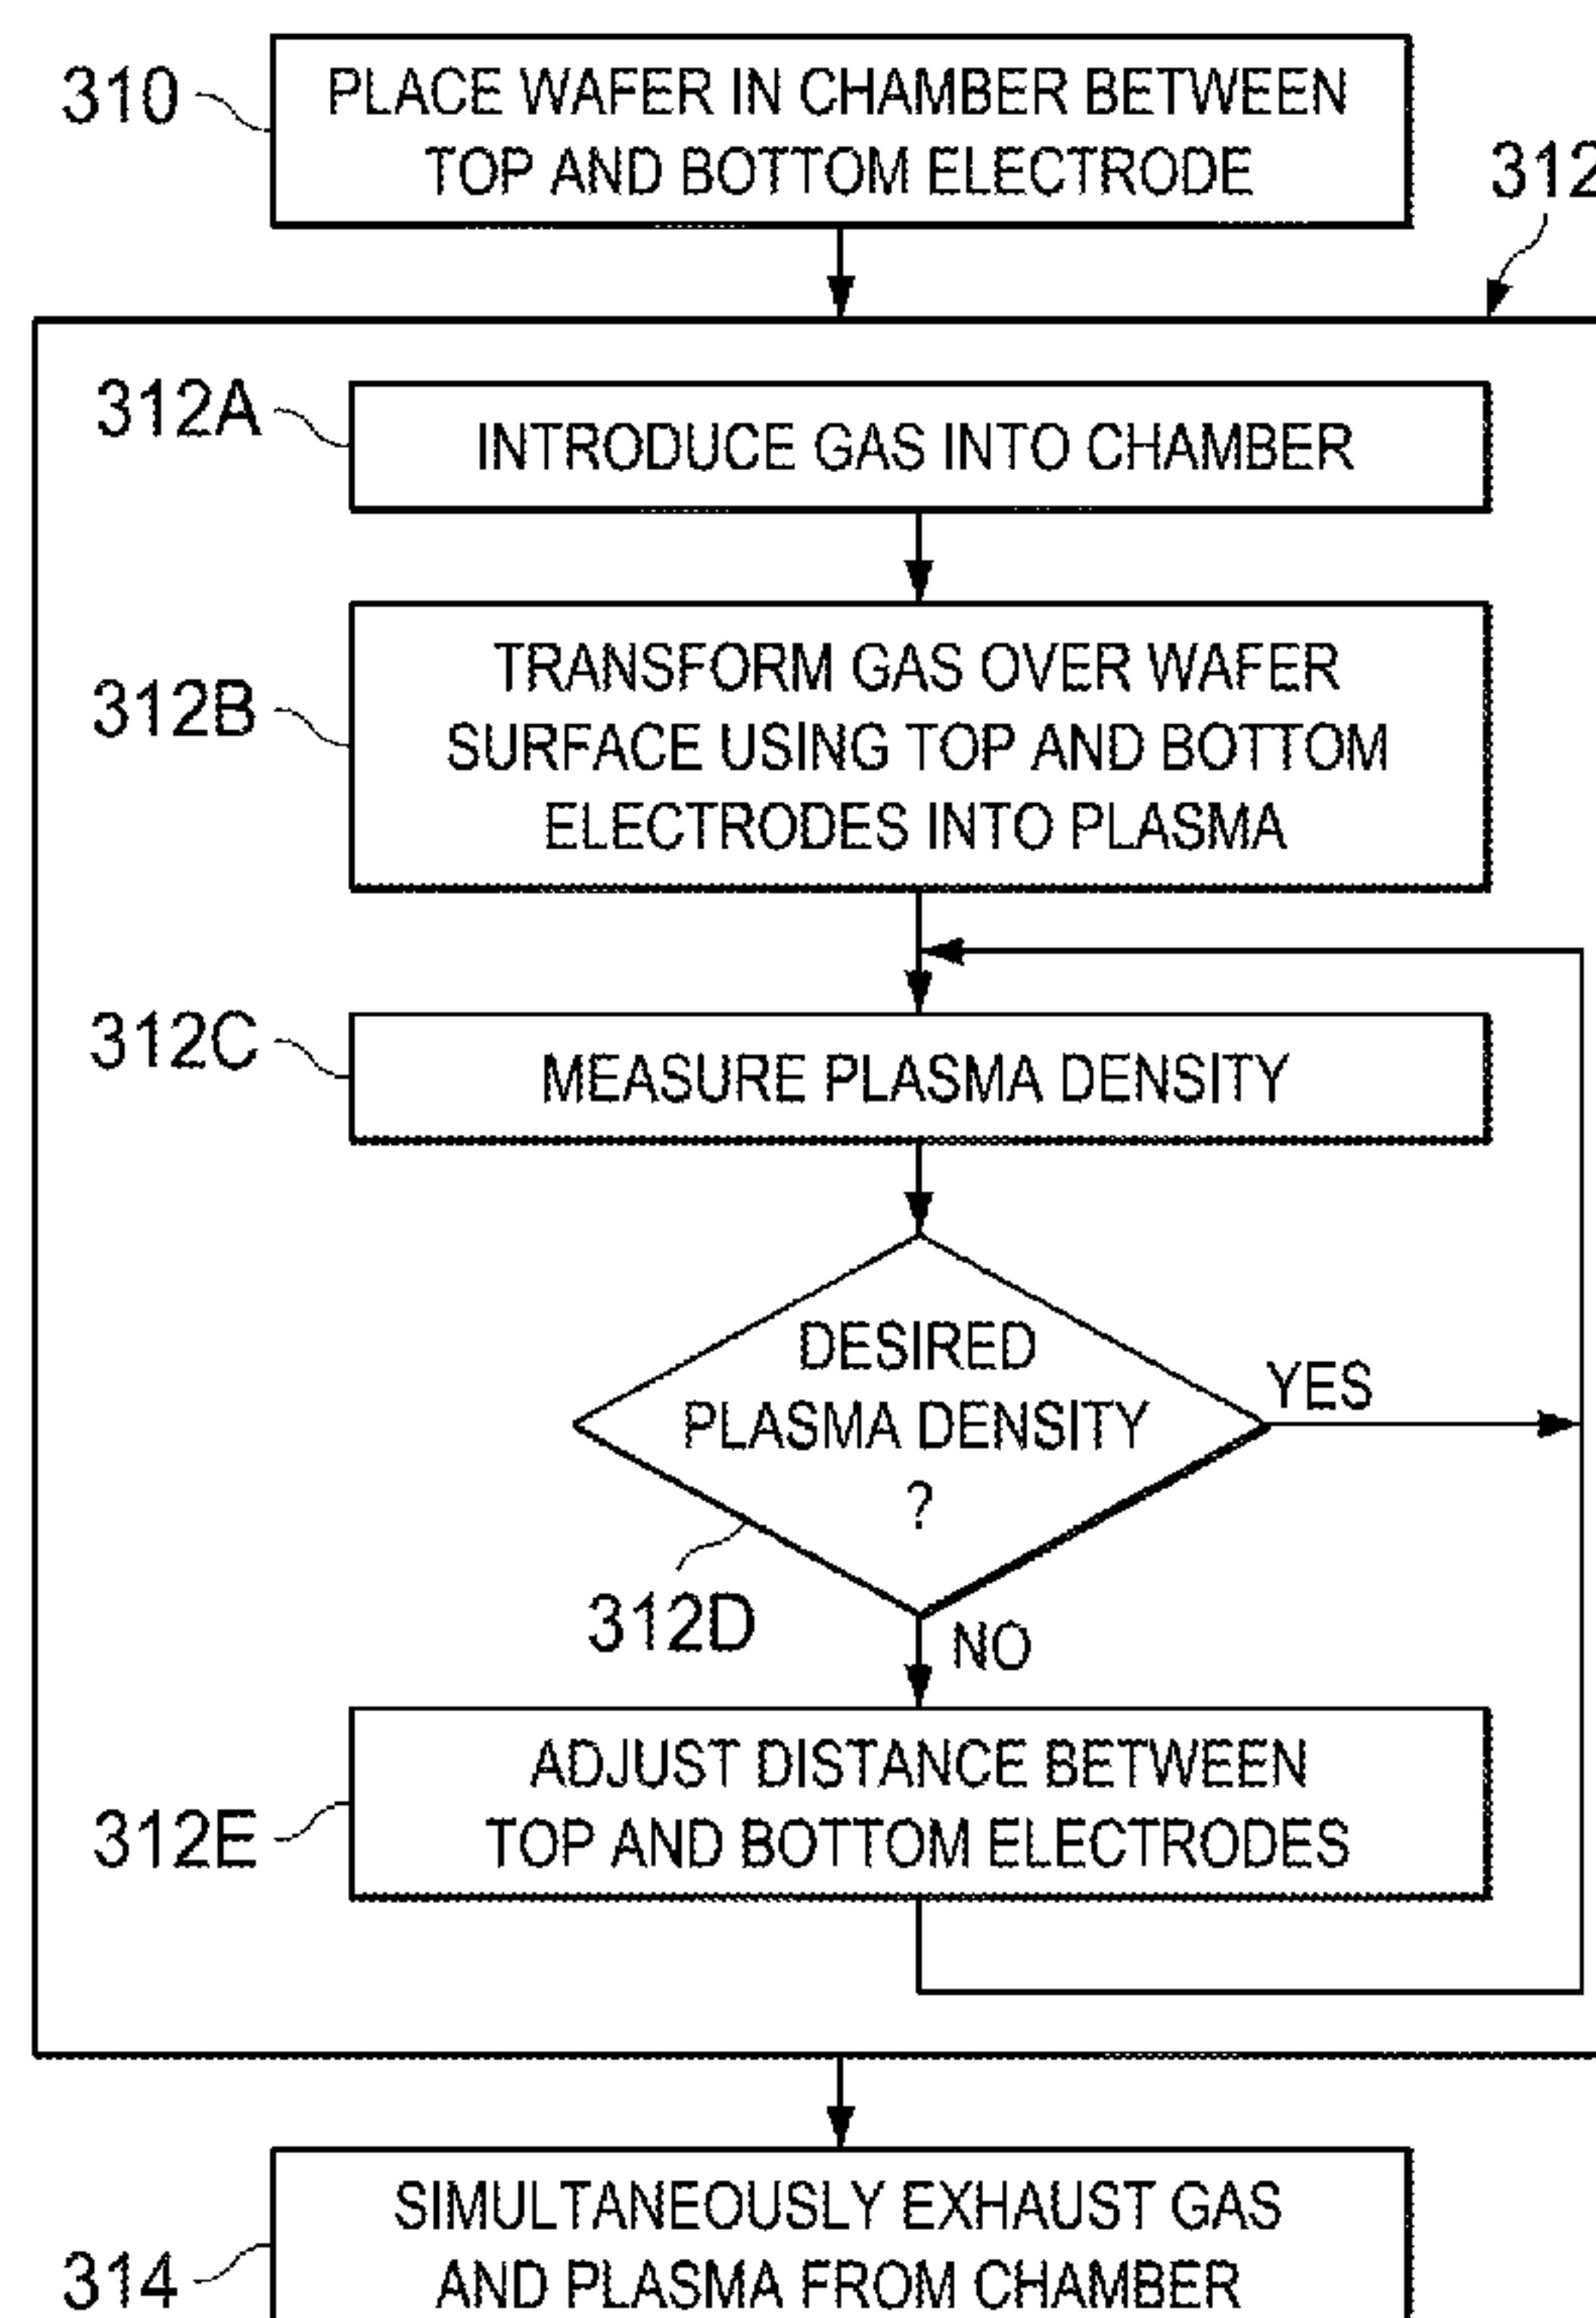 310
PLACE WAFER IN CHAMBER BETWEEN
TOP AND BOTTOM ELECTRODE
312
312A
INTRODUCE GAS INTO CHAMBER
312B
TRANSFORM GAS OVER WAFER
SURFACE USING TOP AND BOTTOM
ELECTRODES INTO PLASMA
312C
MEASURE PLASMA DENSITY
DESIRED
PLASMA DENSITY
?
YES
312D
NO
312E
ADJUST DISTANCE BETWEEN
TOP AND BOTTOM ELECTRODES
314
SIMULTANEOUSLY EXHAUST GAS
AND PLASMA FROM CHAMBER